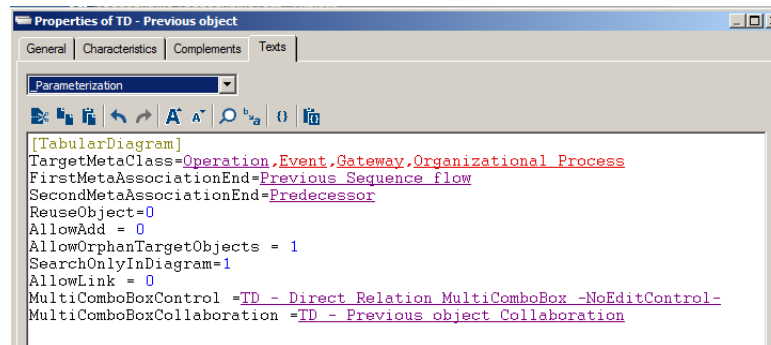 Properties of TD - Previous object
General Characteristics Complements Texts
_Parameterization
[TabularDiagram]
TargetMetaClass=Operation,Event,Gateway,Organizational Process
FirstMetaAssociationEnd=Previous Sequence flow
SecondMetaAssociationEnd=Predecessor
ReuseObject=0
AllowAdd = 0
AllowOrphanTargetObjects = 1
SearchOnlyInDiagram=1
AllowLink = 0
MultiComboBoxControl =TD - Direct Relation MultiComboBox -NoEditControl-
MultiComboBoxCollaboration =TD - Previous object Collaboration